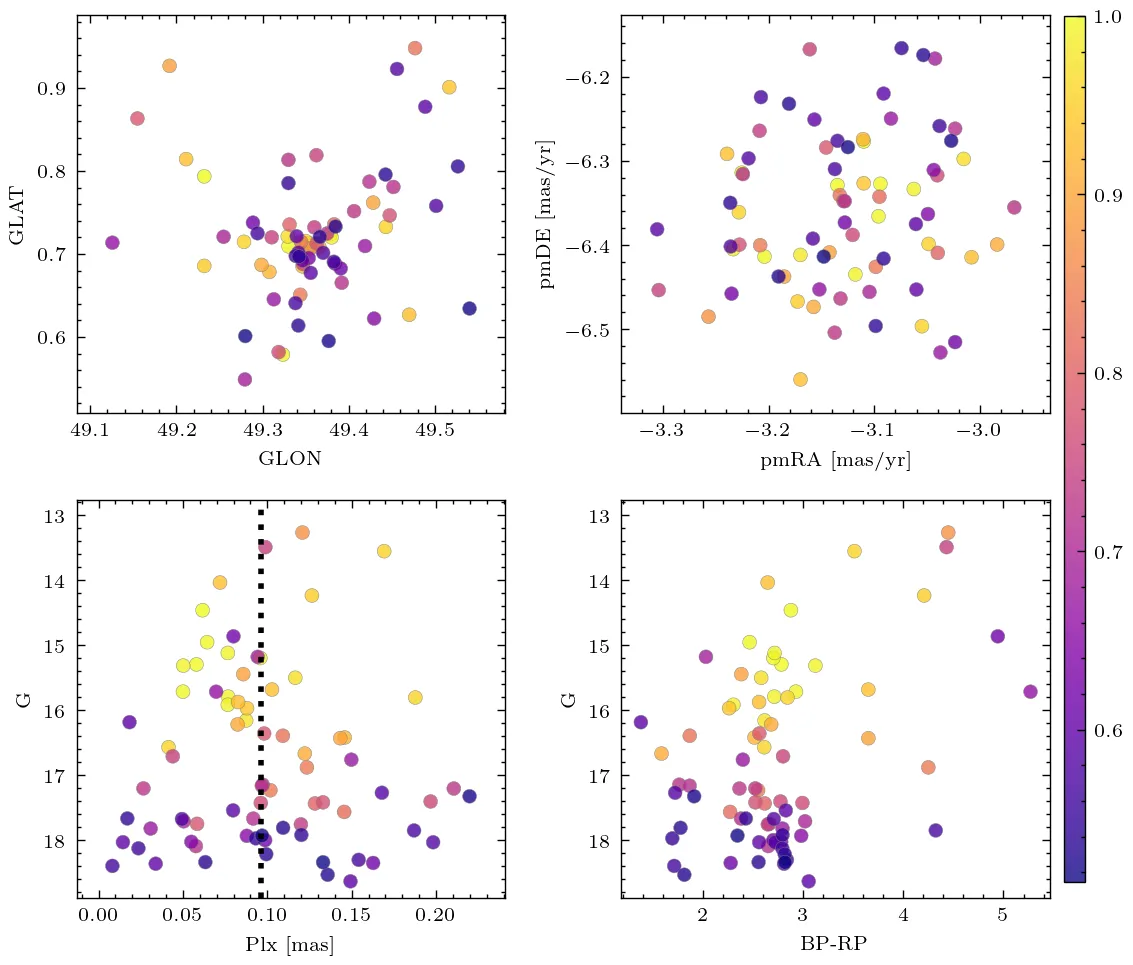 0.9
0.8
0.7
0.6
GLAT
49.1 49.2 49.3 49.4 49.5
GLON
−6.2
−6.3
−6.4
−6.5
pmDE [mas/yr]
−3.3 −3.2 −3.1 −3.0
pmRA [mas/yr]
13
14
15
16
17
18
G
0.00 0.05 0.10 0.15 0.20
Plx [mas]
13
14
15
16
17
18
G
2 3 4 5
BP-RP
1.0
0.9
0.8
0.7
0.6